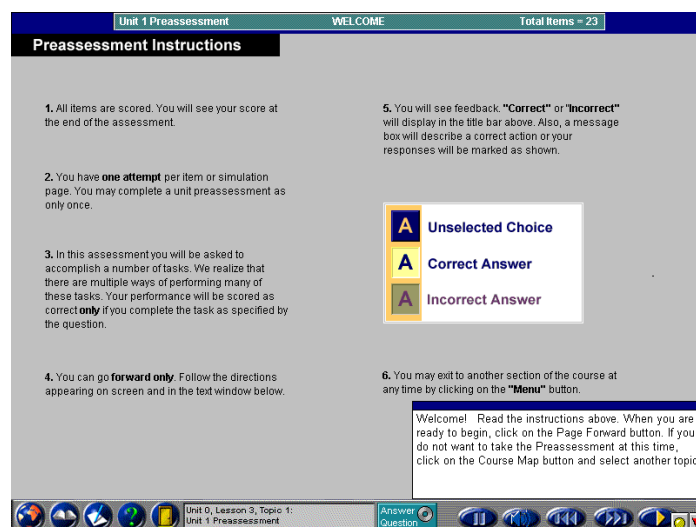 Unit 1 Preassessment WELCOME Total Items = 23
Preassessment Instructions
1. All items are scored. You will see your score at
the end of the assessment.
2. You have one attempt per item or simulation
page. You may complete a unit preassessment as
only once.
3. In this assessment you will be asked to
accomplish a number of tasks. We realize that
there are multiple ways of performing many of
these tasks. Your performance will be scored as
correct only if you complete the task as specified by
the question.
4. You can go forward only. Follow the directions
appearing on screen and in the text window below.
5. You will see feedback. "Correct" or "Incorrect"
will display in the title bar above. Also, a message
box will describe a correct action or your
responses will be marked as shown.
A Unselected Choice
A Correct Answer
A Incorrect Answer
6. You may exit to another section of the course at
any time by clicking on the "Menu" button.
Welcome! Read the instructions above. When you are
ready to begin, click on the Page Forward button. If you
do not want to take the Preassessment at this time,
click on the Course Map button and select another topic
Unit 0, Lesson 3, Topic 1:
Unit 1 Preassessment
Answer
Question